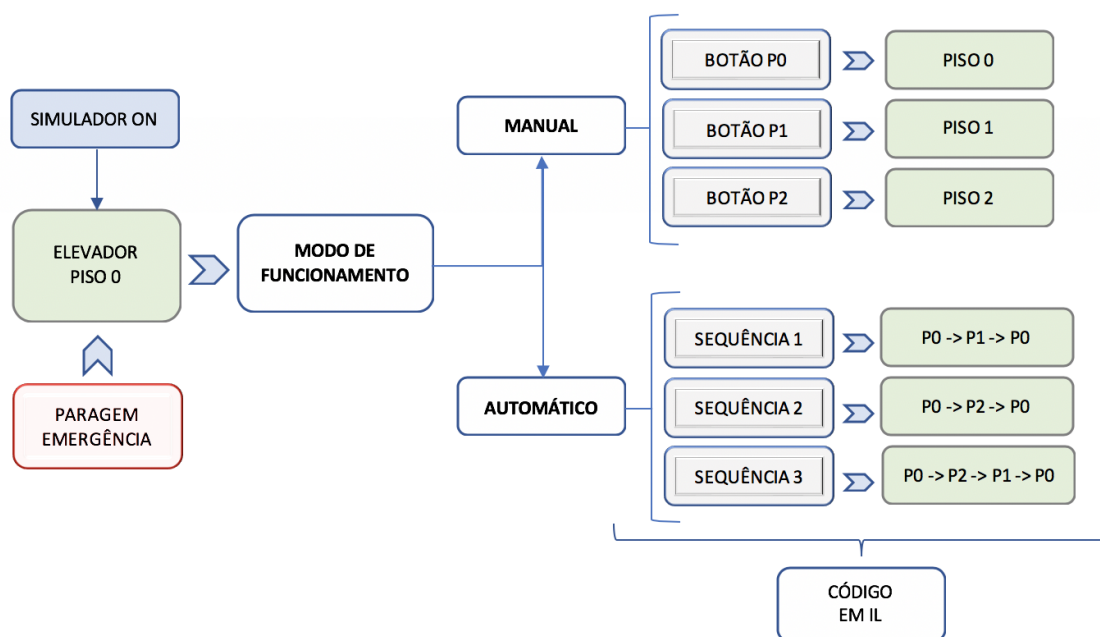 SIMULADOR ON
ELEVADOR
PISO 0
PARAGEM
EMERGÊNCIA
MODO DE
FUNCIONAMENTO
MANUAL
BOTÃO P0
PISO 0
BOTÃO P1
PISO 1
BOTÃO P2
PISO 2
AUTOMÁTICO
SEQUÊNCIA 1
P0 -> P1 -> P0
SEQUÊNCIA 2
P0 -> P2 -> P0
SEQUÊNCIA 3
P0 -> P2 -> P1 -> P0
CÓDIGO
EM IL